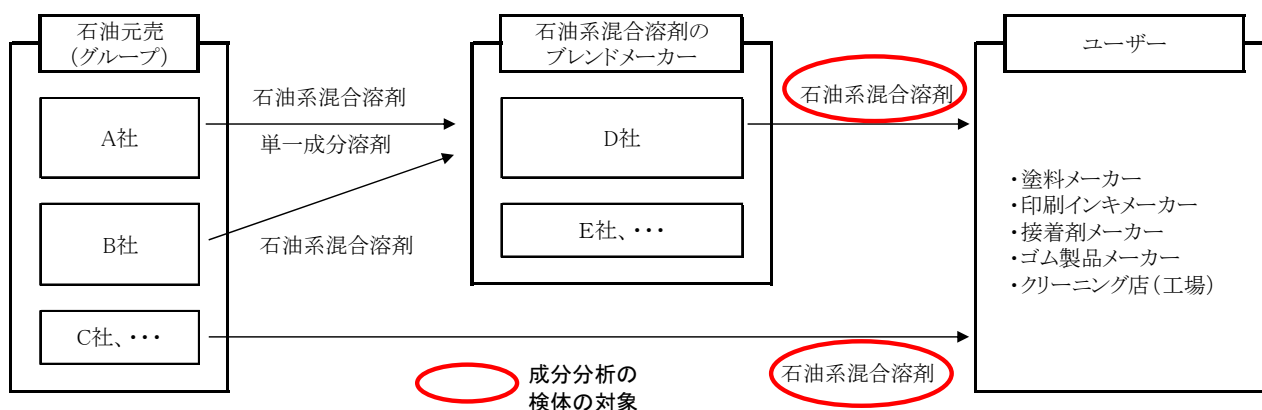 石油元売
(グループ)
A社
B社
C社、・・・
石油系混合溶剤
単一成分溶剤
石油系混合溶剤
石油系混合溶剤の
ブレンドメーカー
D社
E社、・・・
石油系混合溶剤
石油系混合溶剤
ユーザー
・塗料メーカー
・印刷インキメーカー
・接着剤メーカー
・ゴム製品メーカー
・クリーニング店(工場)
成分分析の
検体の対象